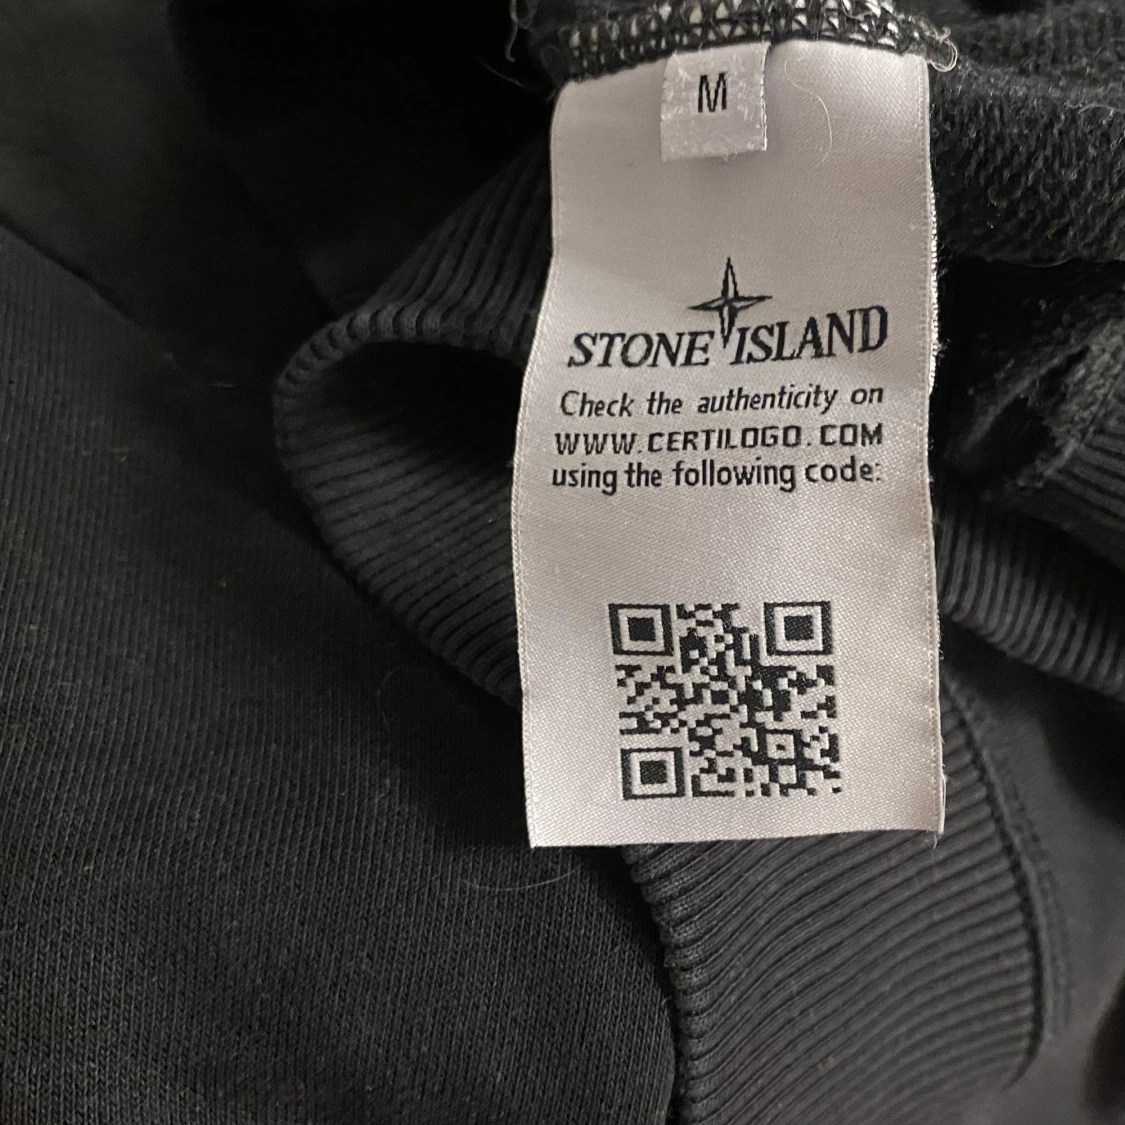 M
STONE ISLAND
Check the authenticity on
WWW.CERTILOGO.COM
using the following code: